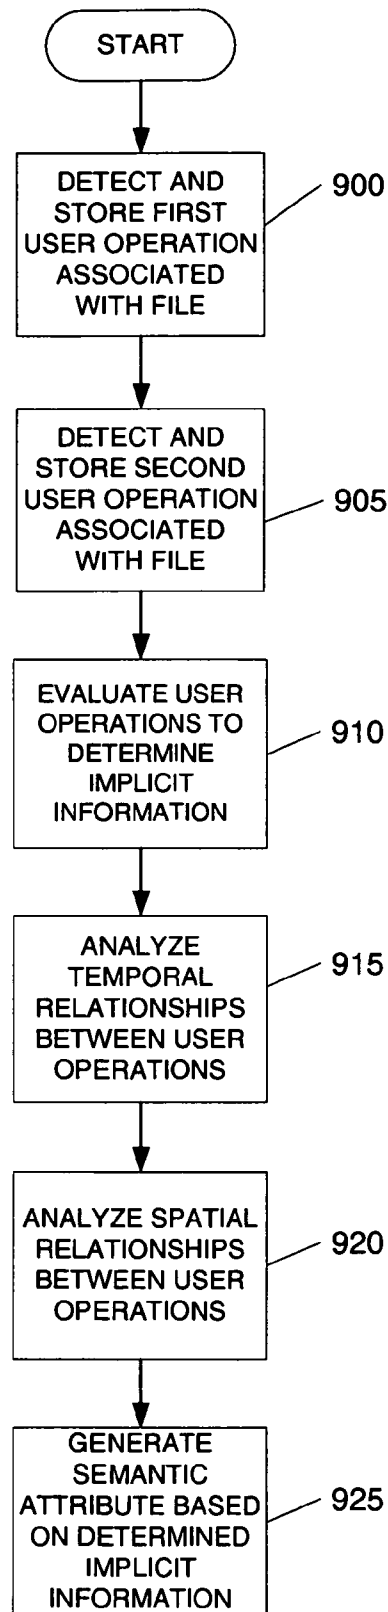 START
DETECT AND
STORE FIRST
USER OPERATION
ASSOCIATED
WITH FILE
900
DETECT AND
STORE SECOND
USER OPERATION
ASSOCIATED
WITH FILE
905
EVALUATE USER
OPERATIONS TO
DETERMINE
IMPLICIT
INFORMATION
910
ANALYZE
TEMPORAL
RELATIONSHIPS
BETWEEN USER
OPERATIONS
915
ANALYZE SPATIAL
RELATIONSHIPS
BETWEEN USER
OPERATIONS
920
GENERATE
SEMANTIC
ATTRIBUTE BASED
ON DETERMINED
IMPLICIT
INFORMATION
925